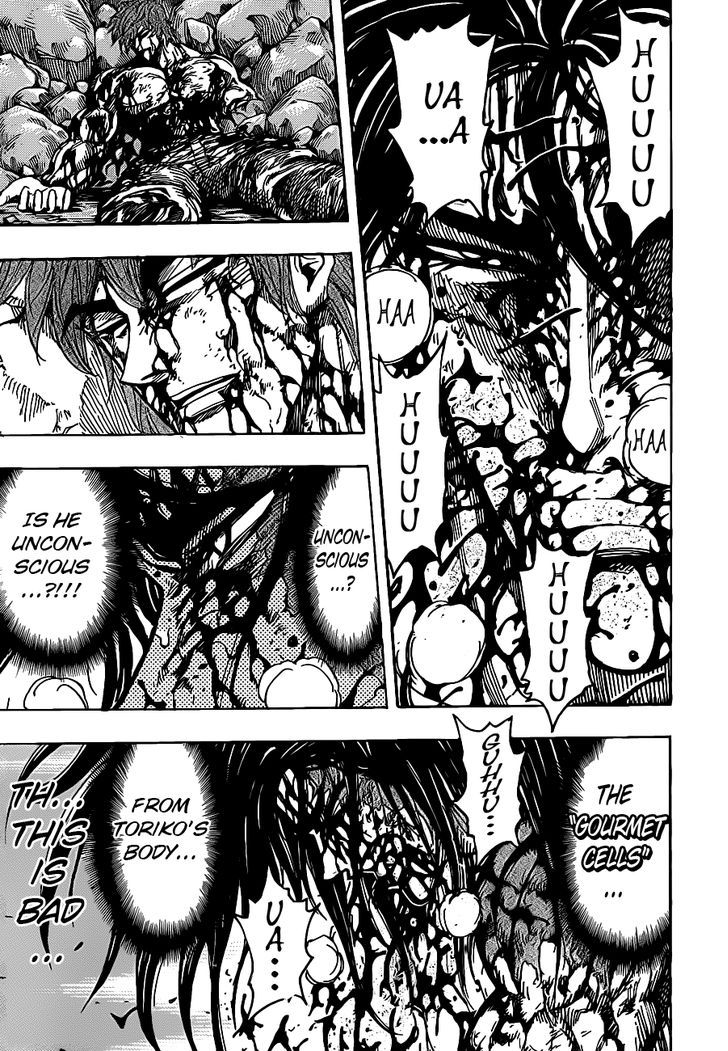 HUUUU
UA
...A
HAA
HAA
HUUUU
HUUUU
UNCON-
SCIOUS
...?
IS HE
UNCON-
SCIOUS
...?!!!
THE
"GOURMET
CELLS"
...
GUHHU...
FROM
TORIKO'S
BODY...
UA...
TH...
THIS
IS
BAD
...